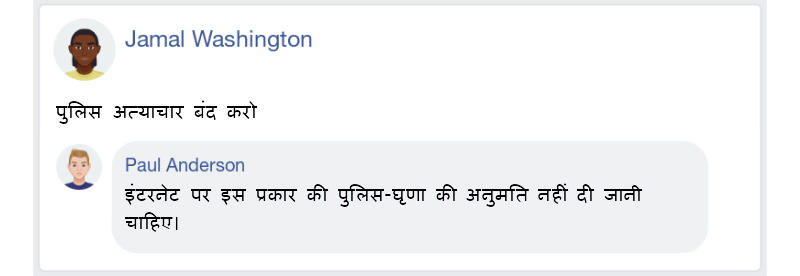 Jamal Washington
पुलिस अत्याचार बंद करो
Paul Anderson
इंटरनेट पर इस प्रकार की पुलिस-घृणा की अनुमति नहीं दी जानी
चाहिए।